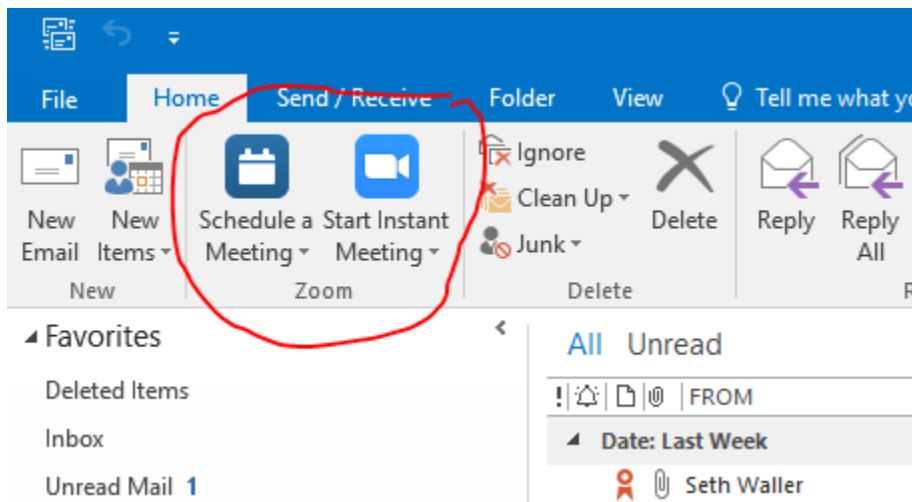 File Home Send / Receive Folder View Tell me what yo
New Email
New Items
Schedule a Meeting
Start Instant Meeting
Ignore
Clean Up
Junk
Delete
Reply
Reply All
New Zoom Delete R
Favorites
Deleted Items
Inbox
Unread Mail 1
All Unread
! FROM
Date: Last Week
Seth Waller